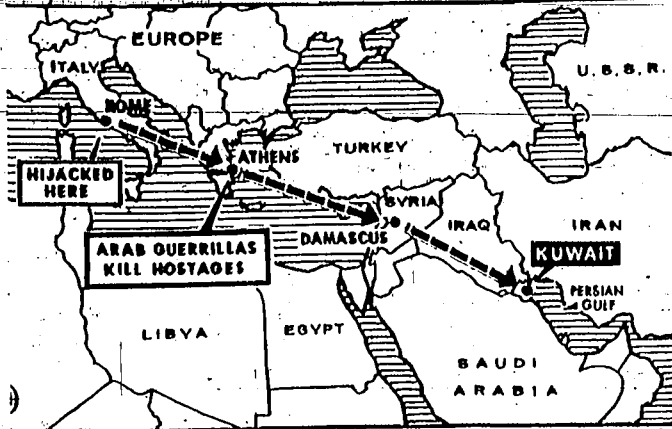 EUROPE
ITALY
U.S.S.R.
ROME
ATHENS
TURKEY
HIJACKED
HERE
SYRIA
IRAQ
IRAN
ARAB GUERRILLAS
KILL HOSTAGES
DAMASCUS
KUWAIT
PERSIAN
GULF
LIBYA
EGYPT
SAUDI
ARABIA